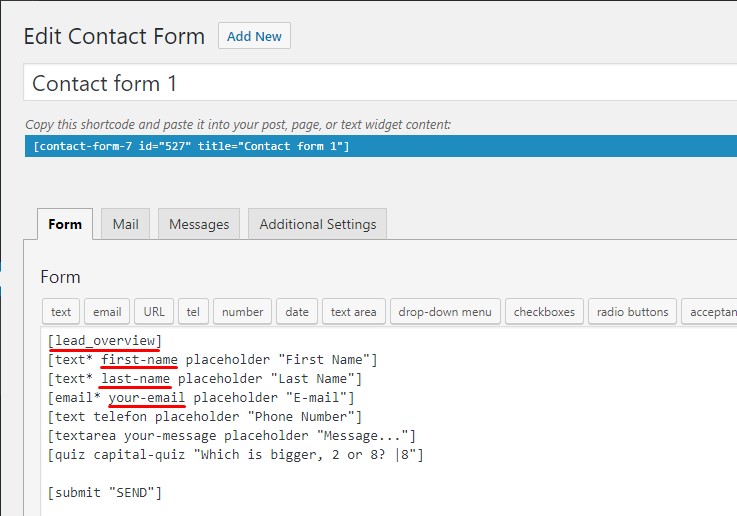 Edit Contact Form Add New
Contact form 1
Copy this shortcode and paste it into your post, page, or text widget content:
[contact-form-7 id="527" title="Contact form 1"]
Form Mail Messages Additional Settings
Form
text email URL tel number date text area drop-down menu checkboxes radio buttons acceptan
[lead_overview]
[text* first-name placeholder "First Name"]
[text* last-name placeholder "Last Name"]
[email* your-email placeholder "E-mail"]
[text telefon placeholder "Phone Number"]
[textarea your-message placeholder "Message..."]
[quiz capital-quiz "Which is bigger, 2 or 8? |8"]
[submit "SEND"]